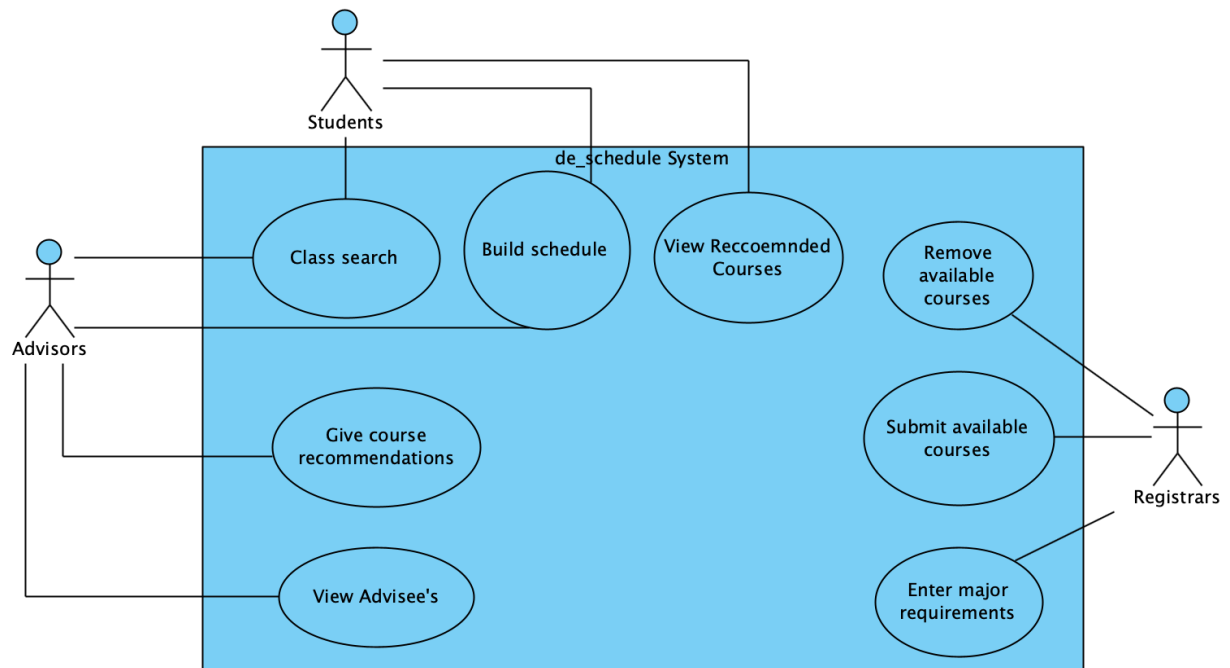 Students
de_schedule System
Class search
Build schedule
View Reccoemnded
Courses
Remove
available
courses
Advisors
Give course
recommendations
Submit available
courses
Registrars
View Advisee's
Enter major
requirements